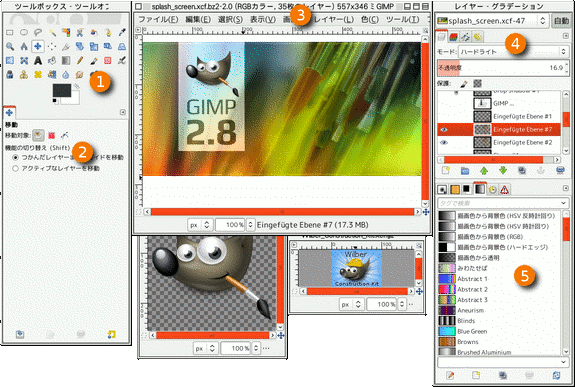 ツールボックス - ツールオプ
1
移動
移動対象:
機能の切り替え (Shift)
2
つかんだレイヤー
イドを移動
アクティブなレイヤーを移動
splash_screen.xcf.bz2-2.0 (RGBカラー, 35枚
レイヤー) 557x346 – GIMP
3
ファイル(F) 編集(E) 選択(S) 表示(V) 画像
レイヤー(L) 色(C) ツール(T)
GIMP
2.8
px 100% Eingefügte Ebene #7 (17.3 MB)
px 100%
Wilber
Construction Kit
px 100%
レイヤー - グラデーション
splash_screen.xcf-47 自動
4
モード: ハードライト
不透明度 16.9
保護:
GIMP ...
Eingefügte Ebene #1
Eingefügte Ebene #7
Eingefügte Ebene #2
タグで検索
描画色から背景色 (HSV 反時計回り)
描画色から背景色 (HSV 時計回り)
描画色から背景色 (RGB)
描画色から背景色 (ハードエッジ)
描画色から透明
みわたせば
Abstract 1
Abstract 2
Abstract 3
Aneurism
Blinds
Blue Green
Browns
Brushed Aluminium
5